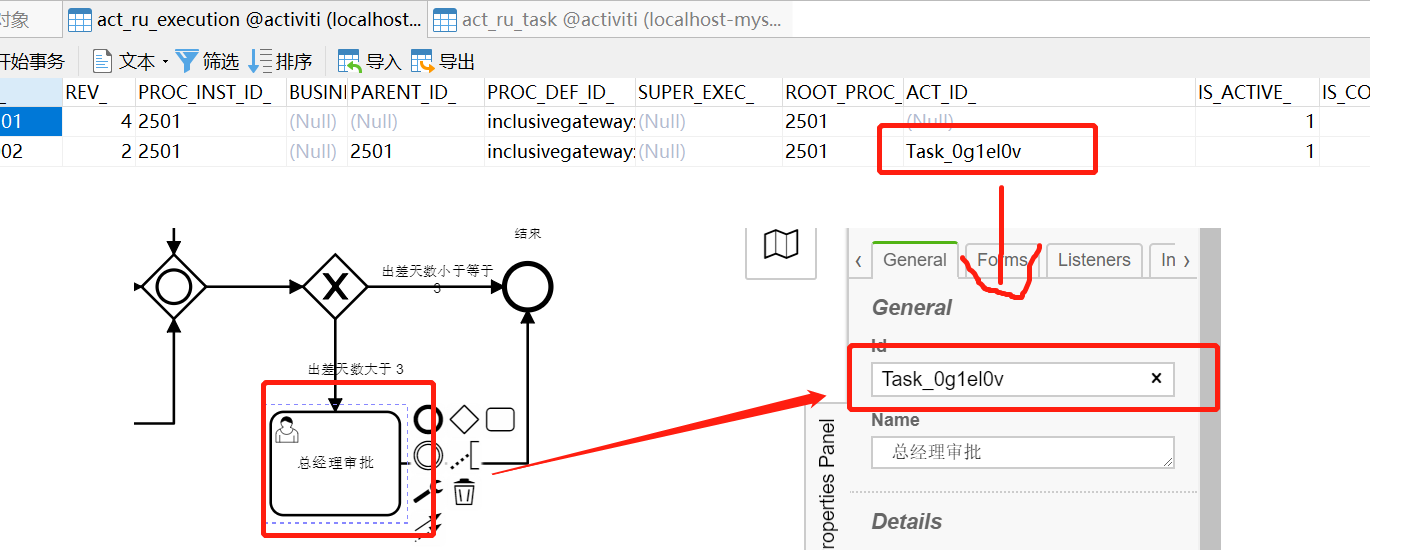 对象
act_ru_execution @activiti (localhost...
act_ru_task @activiti (localhost-mys...
开始事务
文本
筛选
排序
导入
导出
_ REV_ PROC_INST_ID_ BUSIN PARENT_ID_ PROC_DEF_ID_ SUPER_EXEC_ ROOT_PROC_ ACT_ID_ IS_ACTIVE_ IS_CO
01 4 2501 (Null) (Null) inclusivegateway: (Null) 2501 (Null) 1
02 2 2501 (Null) 2501 inclusivegateway: (Null) 2501 Task_0g1el0v 1
结束
出差天数小于等于
3
出差天数大于 3
总经理审批
‹ General Forms Listeners In ›
General
Id
Task_0g1el0v ×
Name
总经理审批
Details
roperties Panel